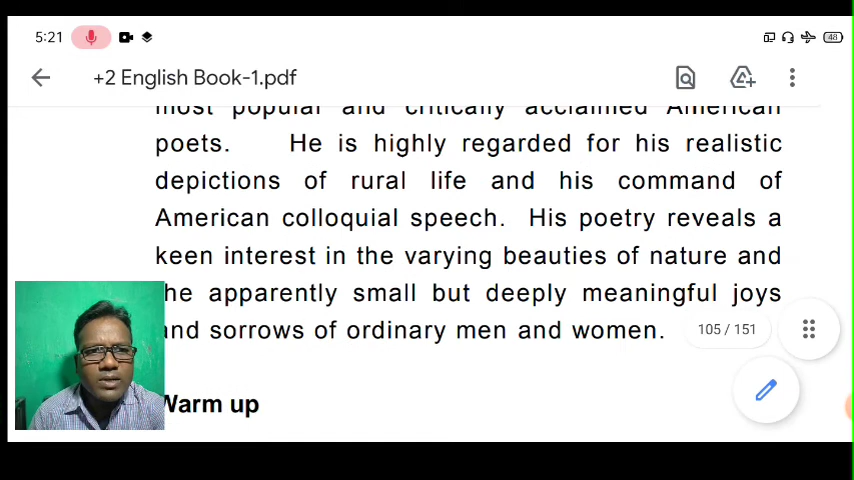 5:21 48
+2 English Book-1.pdf
most popular and critically acclaimed American
poets. He is highly regarded for his realistic
depictions of rural life and his command of
American colloquial speech. His poetry reveals a
keen interest in the varying beauties of nature and
the apparently small but deeply meaningful joys
and sorrows of ordinary men and women. 105 / 151
Warm up